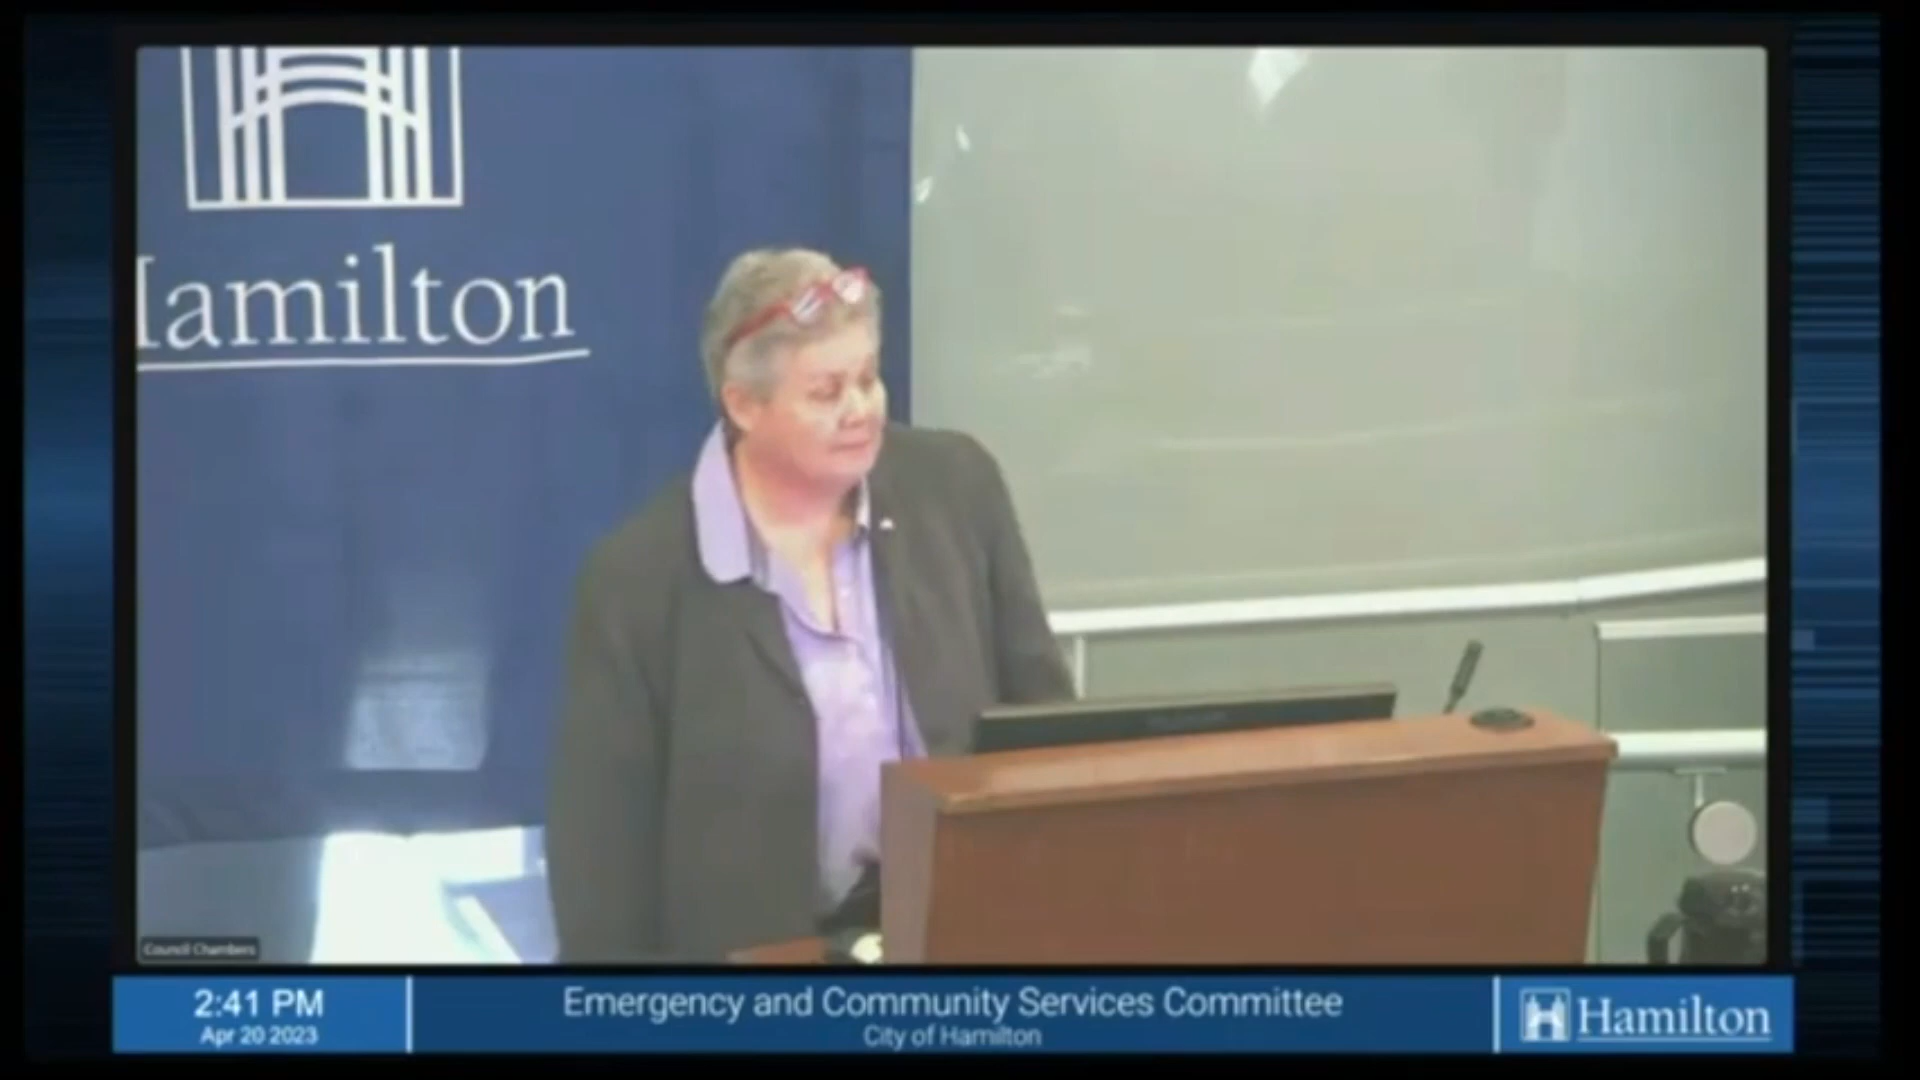 Hamilton
Council Chambers
2:41 PM
Apr 20 2023
Emergency and Community Services Committee
City of Hamilton
Hamilton